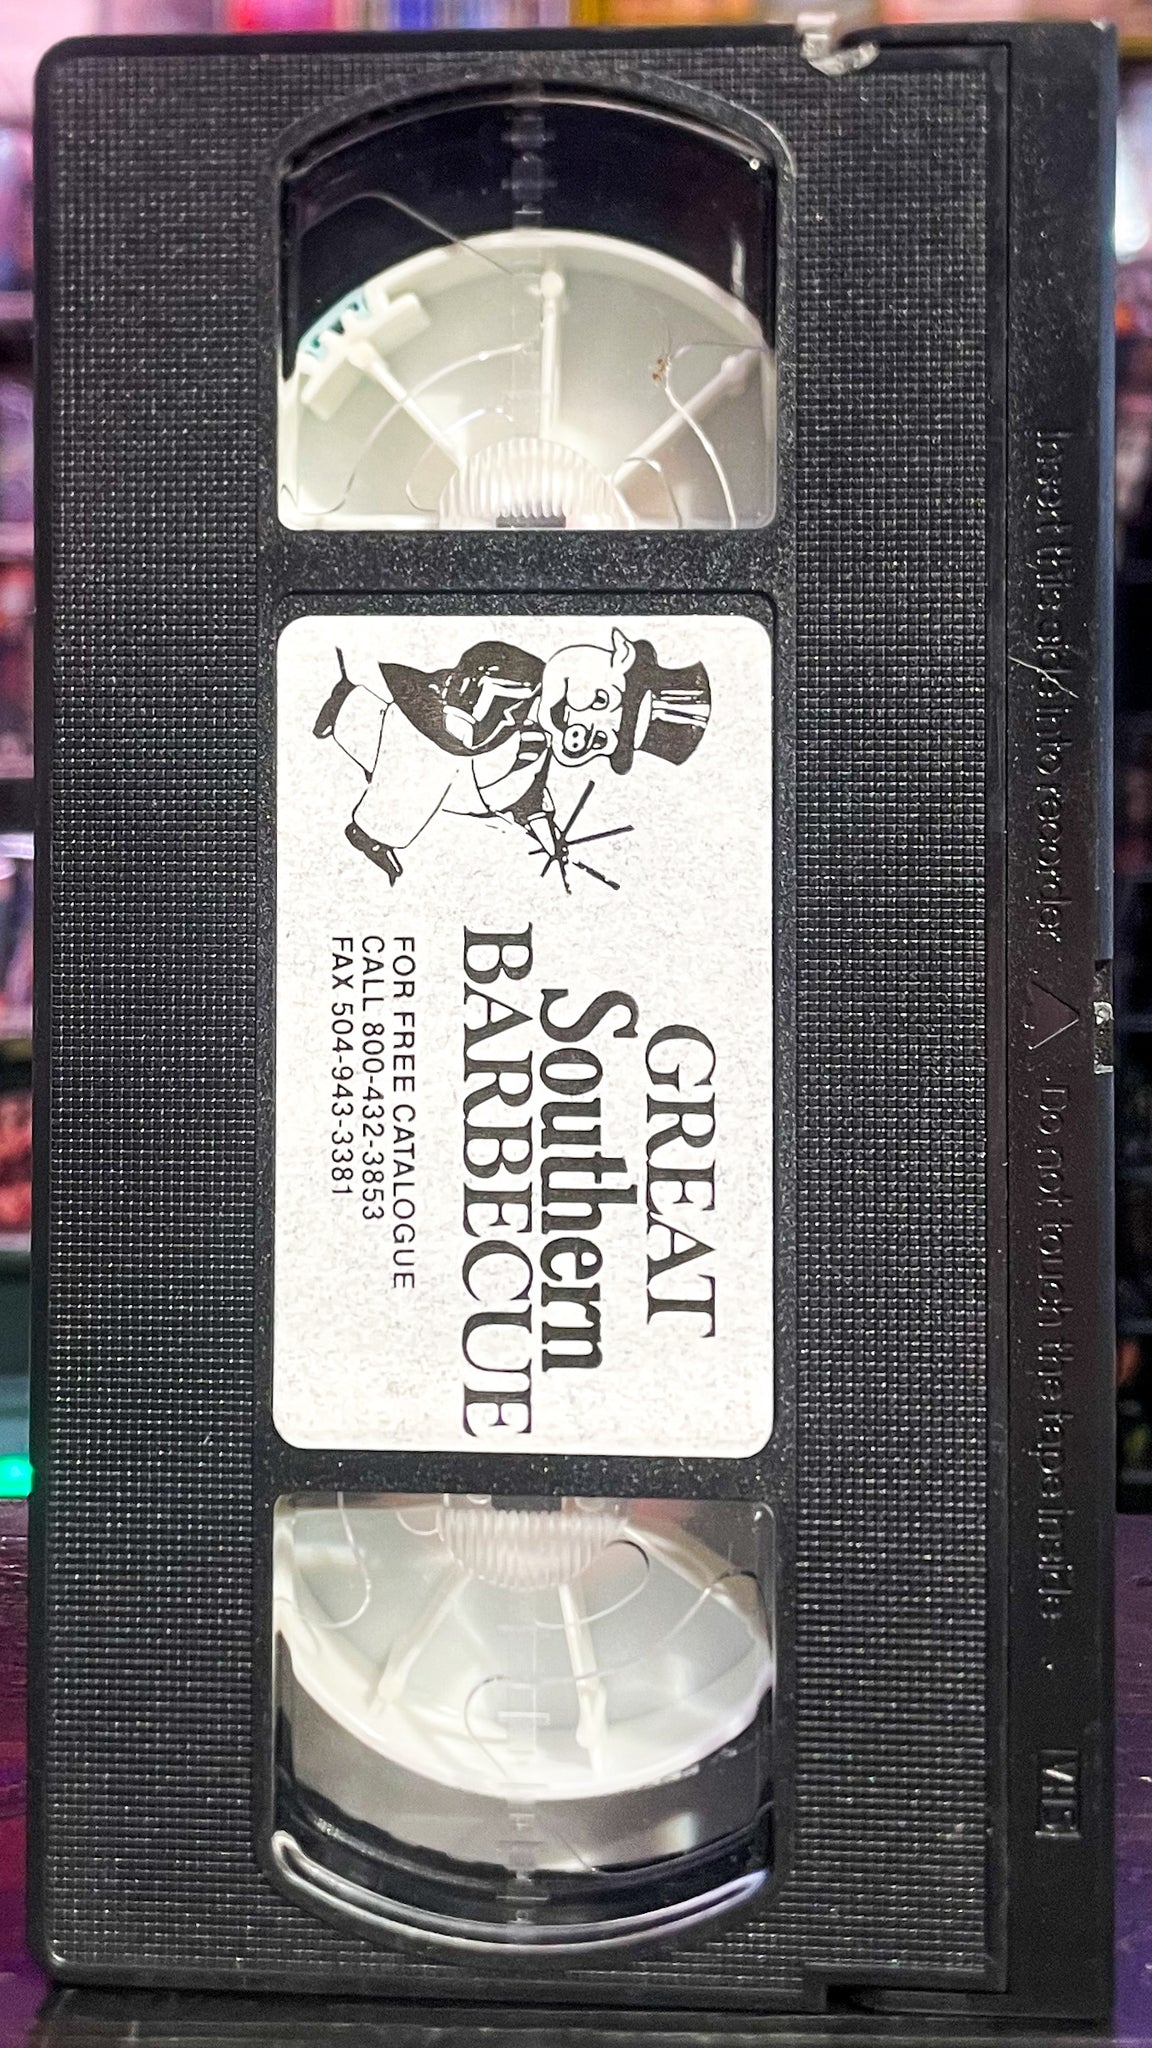 GREAT
Southern
BARBECUE
FOR FREE CATALOGUE
CALL 800-432-3853
FAX 504-943-3381
Insert this side into recorder △ Do not touch the tape inside
VHS